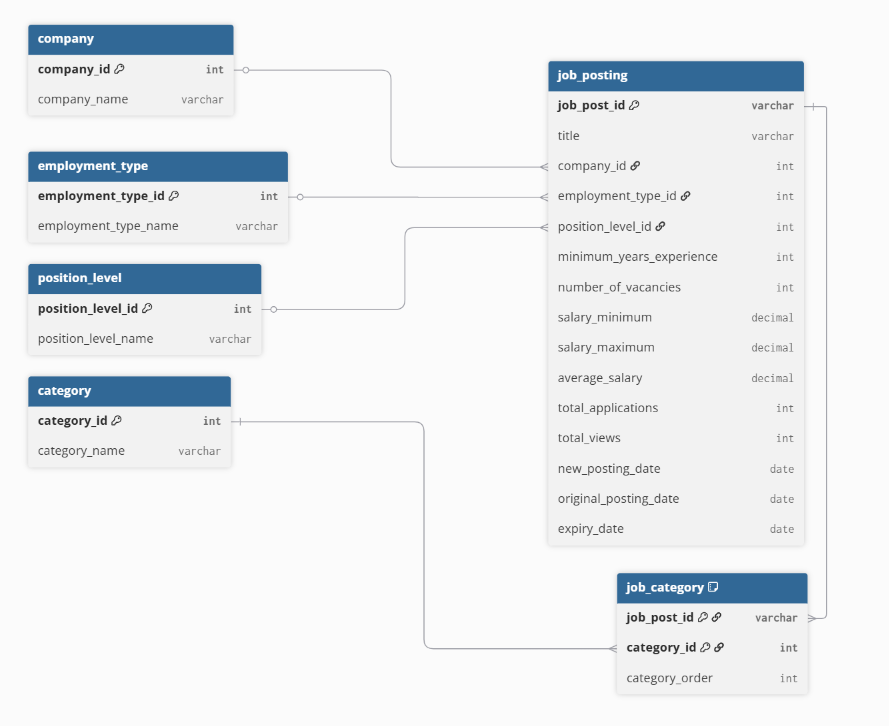 company
company_id int
company_name varchar
employment_type
employment_type_id int
employment_type_name varchar
position_level
position_level_id int
position_level_name varchar
category
category_id int
category_name varchar
job_posting
job_post_id varchar
title varchar
company_id int
employment_type_id int
position_level_id int
minimum_years_experience int
number_of_vacancies int
salary_minimum decimal
salary_maximum decimal
average_salary decimal
total_applications int
total_views int
new_posting_date date
original_posting_date date
expiry_date date
job_category
job_post_id varchar
category_id int
category_order int